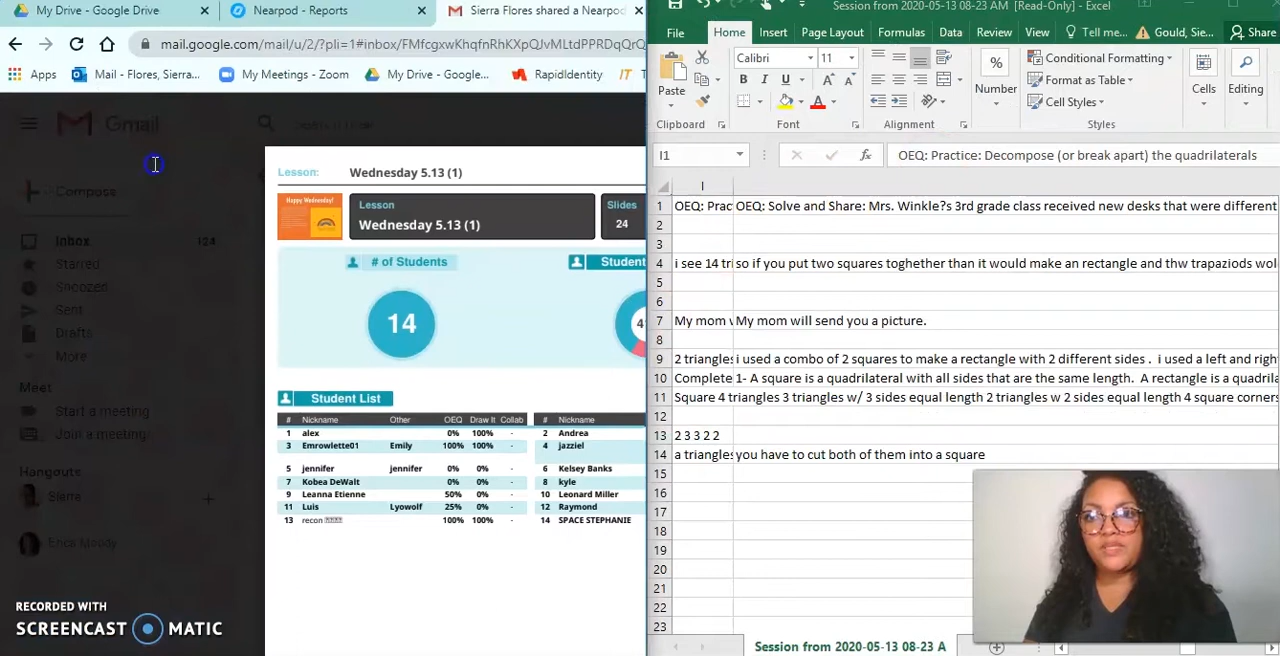 My Drive - Google Drive
Nearpod - Reports
Sierra Flores shared a Nearpod
mail.google.com/mail/u/2/?pli=1#inbox/FMfcgxwKhqfnRhKXpQJvMLtdPPRDqQrQ
Apps
Mail - Flores, Sierra...
My Meetings - Zoom
My Drive - Google...
RapidIdentity
IT
Gmail
Compose
Inbox 124
Starred
Snoozed
Sent
Drafts
More
Meet
Start a meeting
Join a meeting
Hangouts
Sierra
Erica Moody
Lesson: Wednesday 5.13 (1)
Happy Wednesday!
Lesson
Wednesday 5.13 (1)
Slides
24
# of Students
Student
14
Student List
# Nickname Other OEQ Draw It Collab # Nickname
1 alex 0% 100% - 2 Andrea
3 Emrowlette01 Emily 100% 100% - 4 jazziel
5 jennifer jennifer 0% 0% - 6 Kelsey Banks
7 Kobea DeWalt 0% 0% - 8 kyle
9 Leanna Etienne 50% 0% - 10 Leonard Miller
11 Luis Lyowolf 25% 0% - 12 Raymond
13 recon 100% 100% - 14 SPACE STEPHANIE
RECORDED WITH
SCREENCAST MATIC
Session from 2020-05-13 08-23 AM [Read-Only] - Excel
File Home Insert Page Layout Formulas Data Review View Tell me... Gould, Sie... Share
Paste
Calibri 11
B I U
Conditional Formatting
Format as Table
Cell Styles
% Number
Cells
Editing
Clipboard Font Alignment Styles
I1 fx OEQ: Practice: Decompose (or break apart) the quadrilaterals
I
1 OEQ: Prac OEQ: Solve and Share: Mrs. Winkle?s 3rd grade class received new desks that were different
2
3
4 i see 14 tri so if you put two squares toghether than it would make an rectangle and thw trapaziods wol
5
6
7 My mom w My mom will send you a picture.
8
9 2 triangles i used a combo of 2 squares to make a rectangle with 2 different sides . i used a left and righ
10 Complete 1- A square is a quadrilateral with all sides that are the same length. A rectangle is a quadrila
11 Square 4 triangles 3 triangles w/ 3 sides equal length 2 triangles w 2 sides equal length 4 square corners
12
13 2 3 3 2 2
14 a triangles you have to cut both of them into a square
15
16
17
18
19
20
21
22
23
Session from 2020-05-13 08-23 A